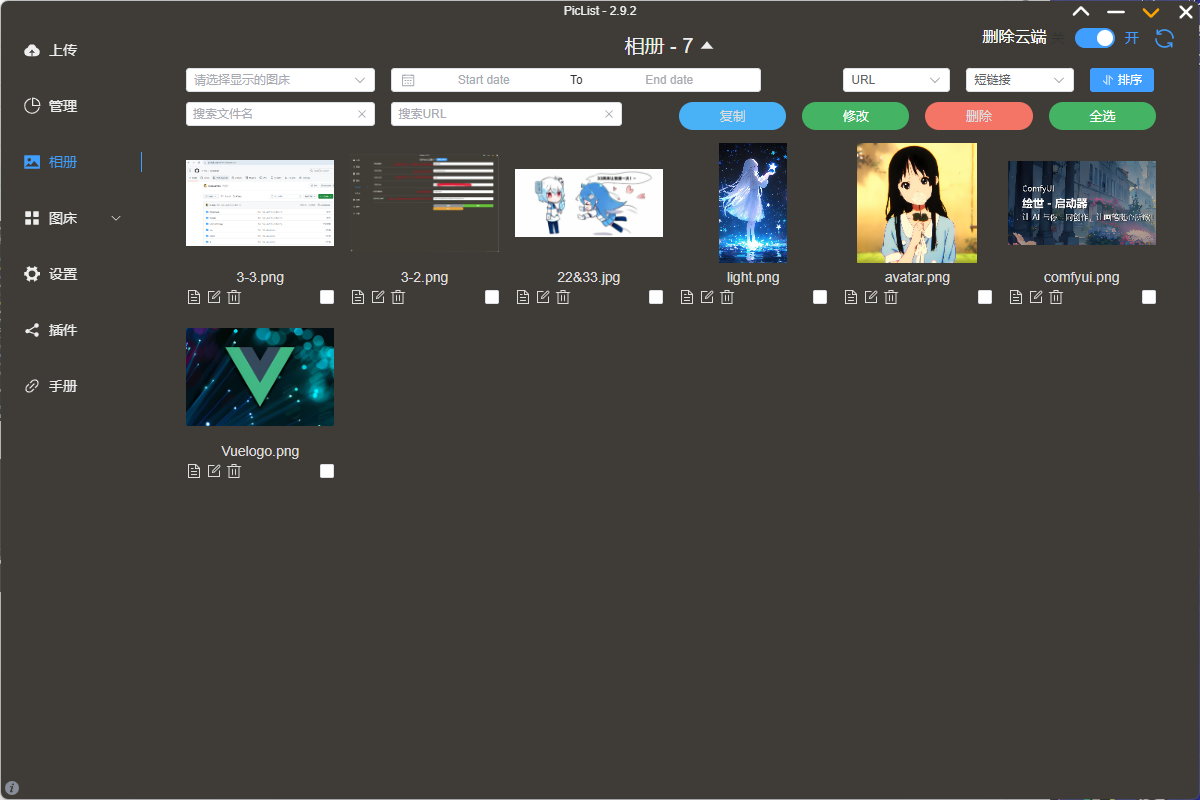 PicList - 2.9.2
上传
管理
相册
图床
设置
插件
手册
相册 - 7
删除云端 关 开
请选择显示的图床
Start date To End date
URL
短链接
排序
搜索文件名
搜索URL
复制
修改
删除
全选
ComfyUI
绘世 - 启动器
3-3.png
3-2.png
22&33.jpg
light.png
avatar.png
comfyui.png
Vuelogo.png